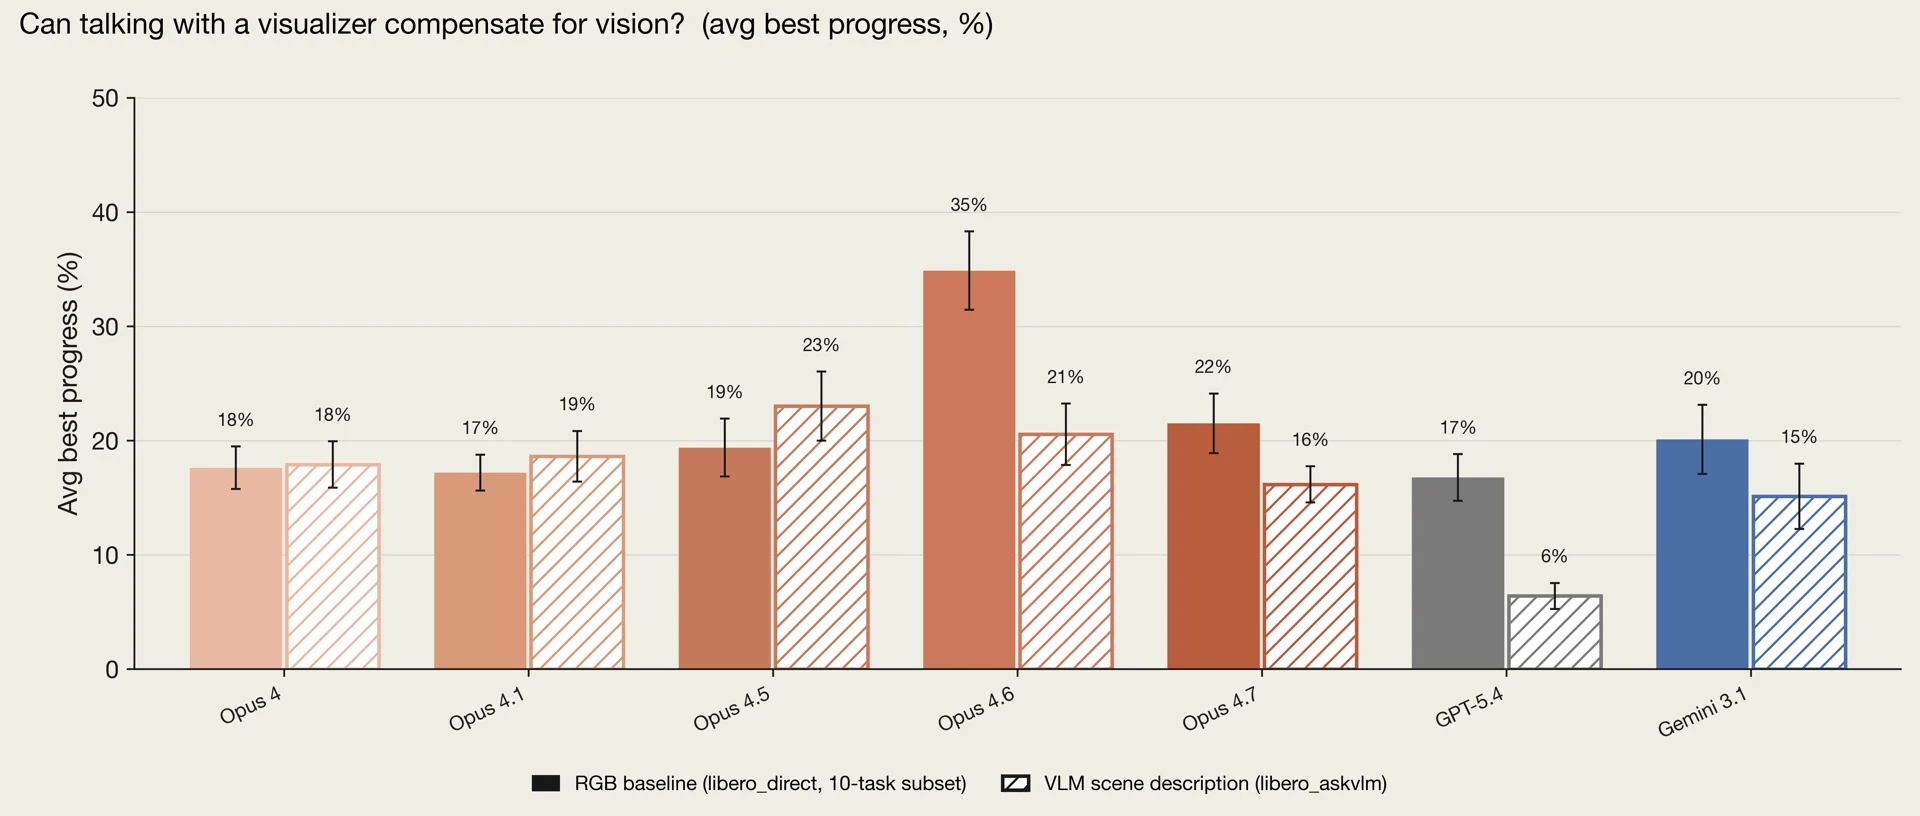 Can talking with a visualizer compensate for vision?  (avg best progress, %)
Avg best progress (%)
50
40
30
20
10
0
18%
18%
17%
19%
19%
23%
35%
21%
22%
16%
17%
6%
20%
15%
Opus 4
Opus 4.1
Opus 4.5
Opus 4.6
Opus 4.7
GPT-5.4
Gemini 3.1
RGB baseline (libero_direct, 10-task subset)
VLM scene description (libero_askvlm)